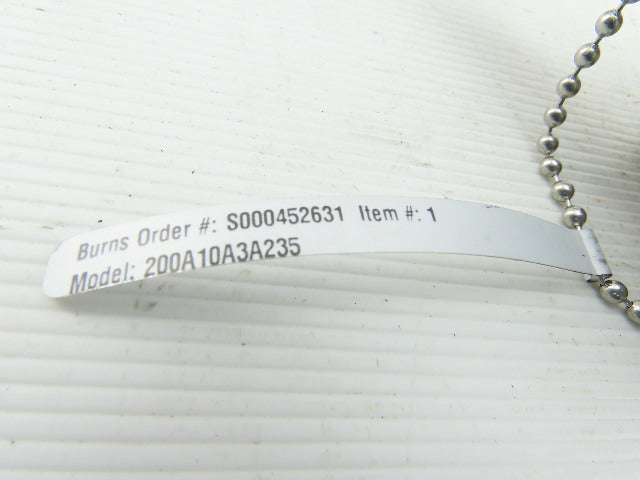 Burns Order #: S000452631 Item #: 1
Model: 200A10A3A235